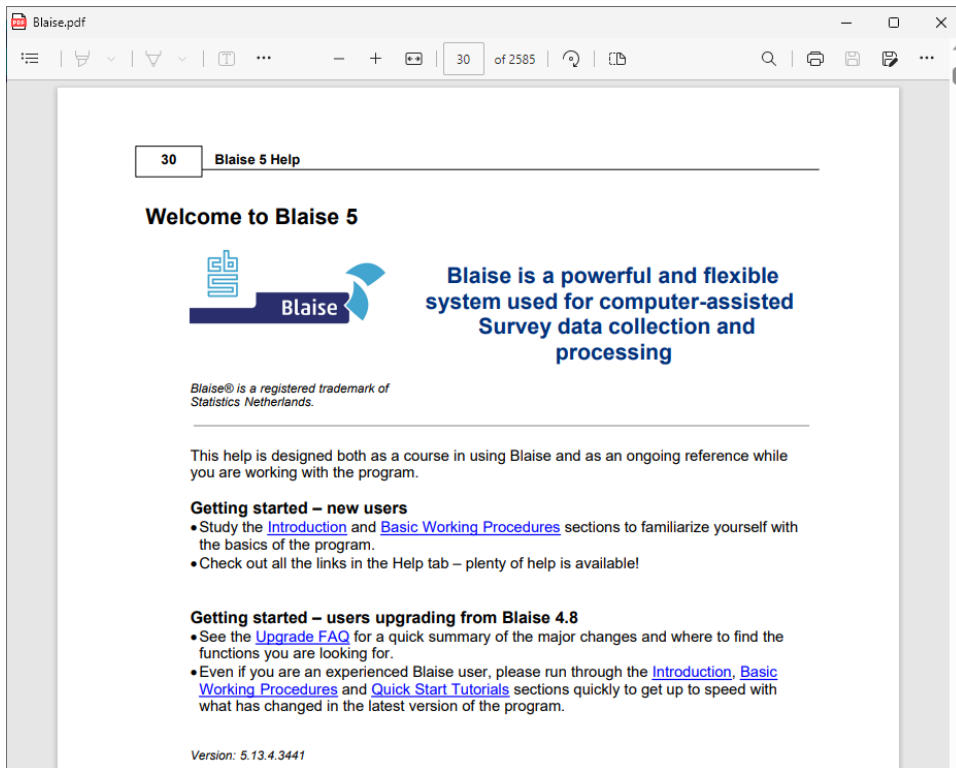 Blaise.pdf
30 of 2585
30 Blaise 5 Help
Welcome to Blaise 5
cbs
Blaise
Blaise is a powerful and flexible
system used for computer-assisted
Survey data collection and
processing
Blaise® is a registered trademark of
Statistics Netherlands.
This help is designed both as a course in using Blaise and as an ongoing reference while
you are working with the program.
Getting started – new users
•Study the Introduction and Basic Working Procedures sections to familiarize yourself with
the basics of the program.
•Check out all the links in the Help tab – plenty of help is available!
Getting started – users upgrading from Blaise 4.8
•See the Upgrade FAQ for a quick summary of the major changes and where to find the
functions you are looking for.
•Even if you are an experienced Blaise user, please run through the Introduction, Basic
Working Procedures and Quick Start Tutorials sections quickly to get up to speed with
what has changed in the latest version of the program.
Version: 5.13.4.3441